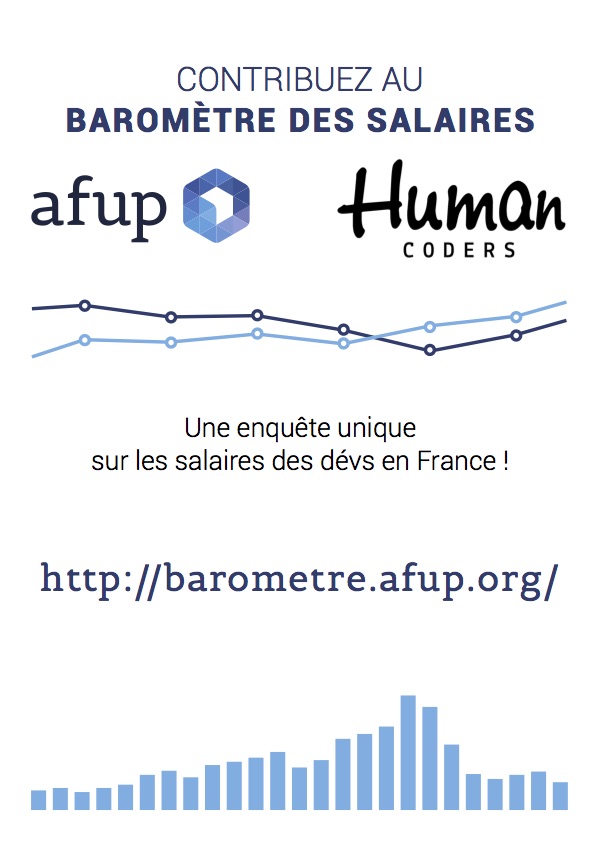 CONTRIBUEZ AU
BAROMÈTRE DES SALAIRES
afup
Human
CODERS
Une enquête unique
sur les salaires des dévs en France !
http://barometre.afup.org/